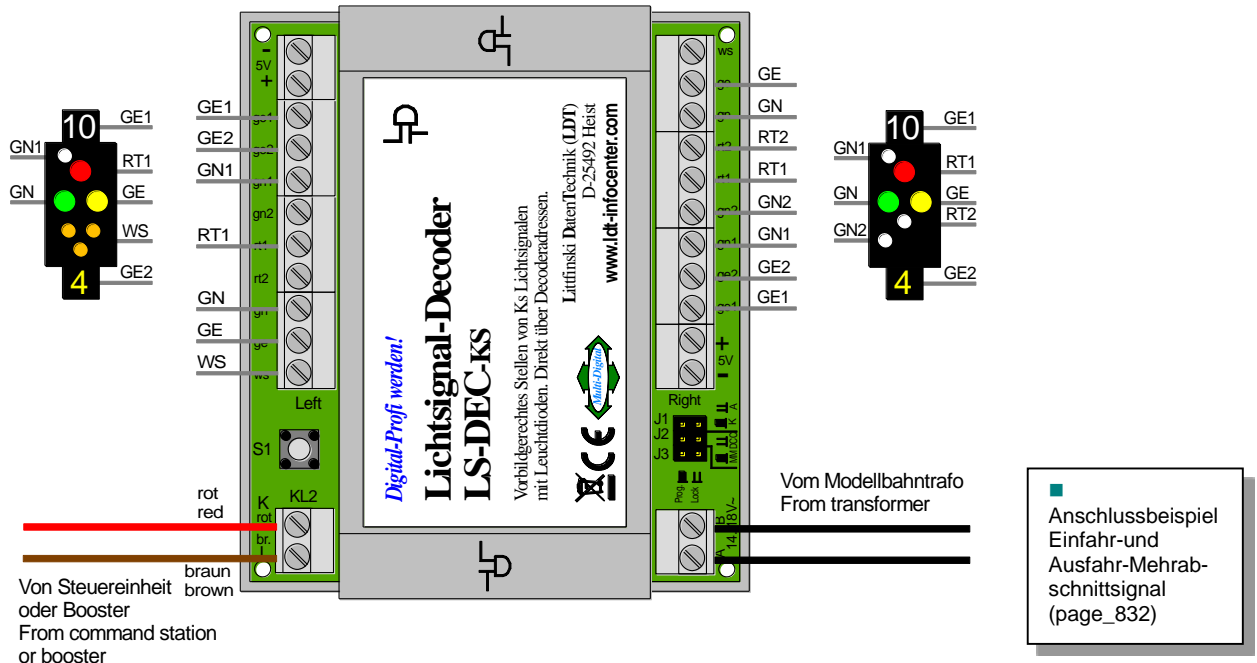 10
GE1
GN1
RT1
GN
GE
WS
GE2
4
GE1
GE2
GN1
RT1
GN
GE
WS
-
5V
+
gn2
rt2
Left
S1
K
KL2
rot
br.
rot
red
braun
brown
Von Steuereinheit
oder Booster
From command station
or booster
Digital-Profi werden!
Lichtsignal-Decoder
LS-DEC-KS
Vorbildgerechtes Stellen von Ks Lichtsignalen
mit Leuchtdioden. Direkt über Decoderadressen.
Littfinski DatenTechnik (LDT)
D-25492 Heist
www.ldt-infocenter.com
Multi-Digital
CE
ws
GE
GN
RT2
RT1
GN2
GN1
GE2
GE1
+
5V
-
Right
J1
J2
J3
K A
MM DCC
Prog.
Lock
B
A
14..18V~
Vom Modellbahntrafo
From transformer
10
GE1
GN1
RT1
GN
GE
RT2
GN2
GE2
4
Anschlussbeispiel
Einfahr-und
Ausfahr-Mehrab-
schnittsignal
(page_832)